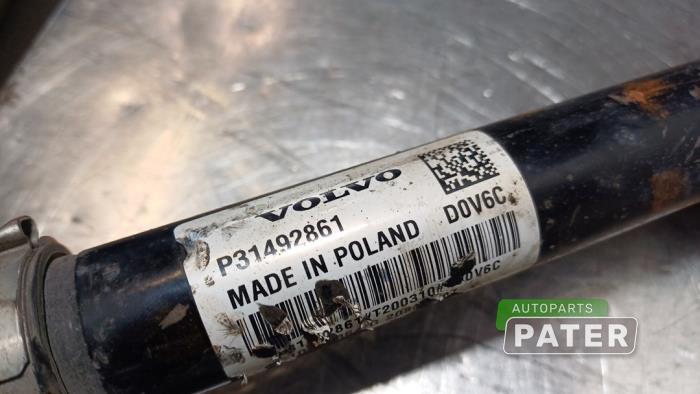 VOLVO
P31492861
D0V6C
MADE IN POLAND
AUTOPARTS
PATER